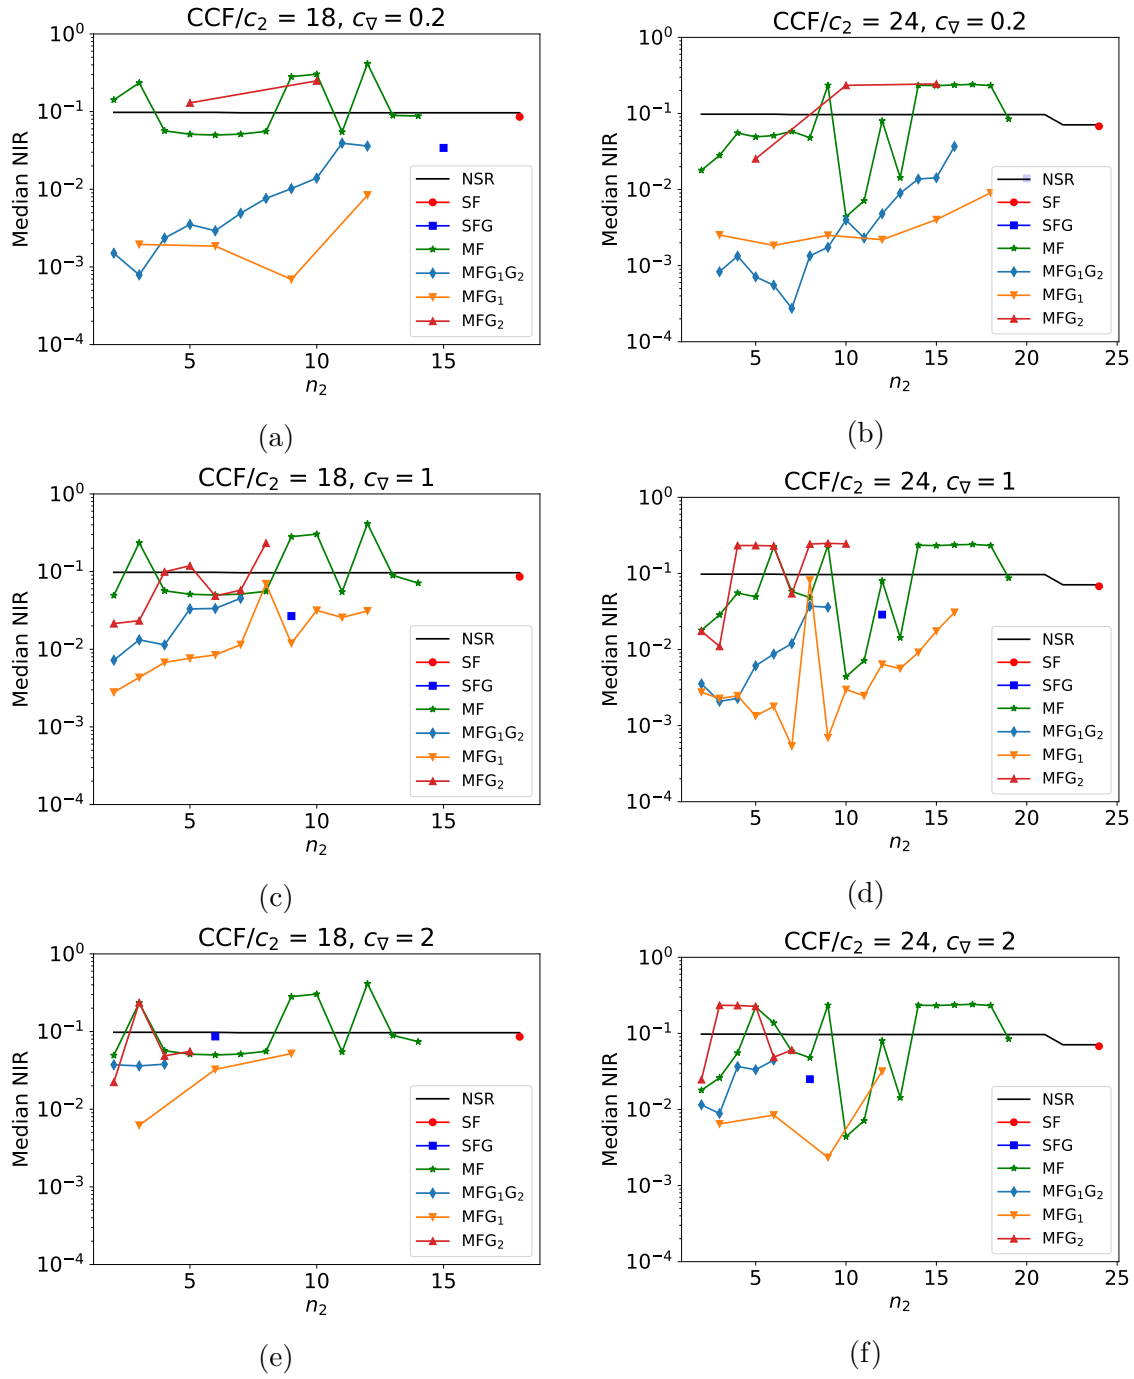 CCF/c₂ = 18, c∇ = 0.2
10⁰
10⁻¹
10⁻²
10⁻³
10⁻⁴
Median NIR
NSR
SF
SFG
MF
MFG₁G₂
MFG₁
MFG₂
5 10 15
n₂
(a)
CCF/c₂ = 24, c∇ = 0.2
10⁰
10⁻¹
10⁻²
10⁻³
10⁻⁴
Median NIR
NSR
SF
SFG
MF
MFG₁G₂
MFG₁
MFG₂
5 10 15 20 25
n₂
(b)
CCF/c₂ = 18, c∇ = 1
10⁰
10⁻¹
10⁻²
10⁻³
10⁻⁴
Median NIR
NSR
SF
SFG
MF
MFG₁G₂
MFG₁
MFG₂
5 10 15
n₂
(c)
CCF/c₂ = 24, c∇ = 1
10⁰
10⁻¹
10⁻²
10⁻³
10⁻⁴
Median NIR
NSR
SF
SFG
MF
MFG₁G₂
MFG₁
MFG₂
5 10 15 20 25
n₂
(d)
CCF/c₂ = 18, c∇ = 2
10⁰
10⁻¹
10⁻²
10⁻³
10⁻⁴
Median NIR
NSR
SF
SFG
MF
MFG₁G₂
MFG₁
MFG₂
5 10 15
n₂
(e)
CCF/c₂ = 24, c∇ = 2
10⁰
10⁻¹
10⁻²
10⁻³
10⁻⁴
Median NIR
NSR
SF
SFG
MF
MFG₁G₂
MFG₁
MFG₂
5 10 15 20 25
n₂
(f)